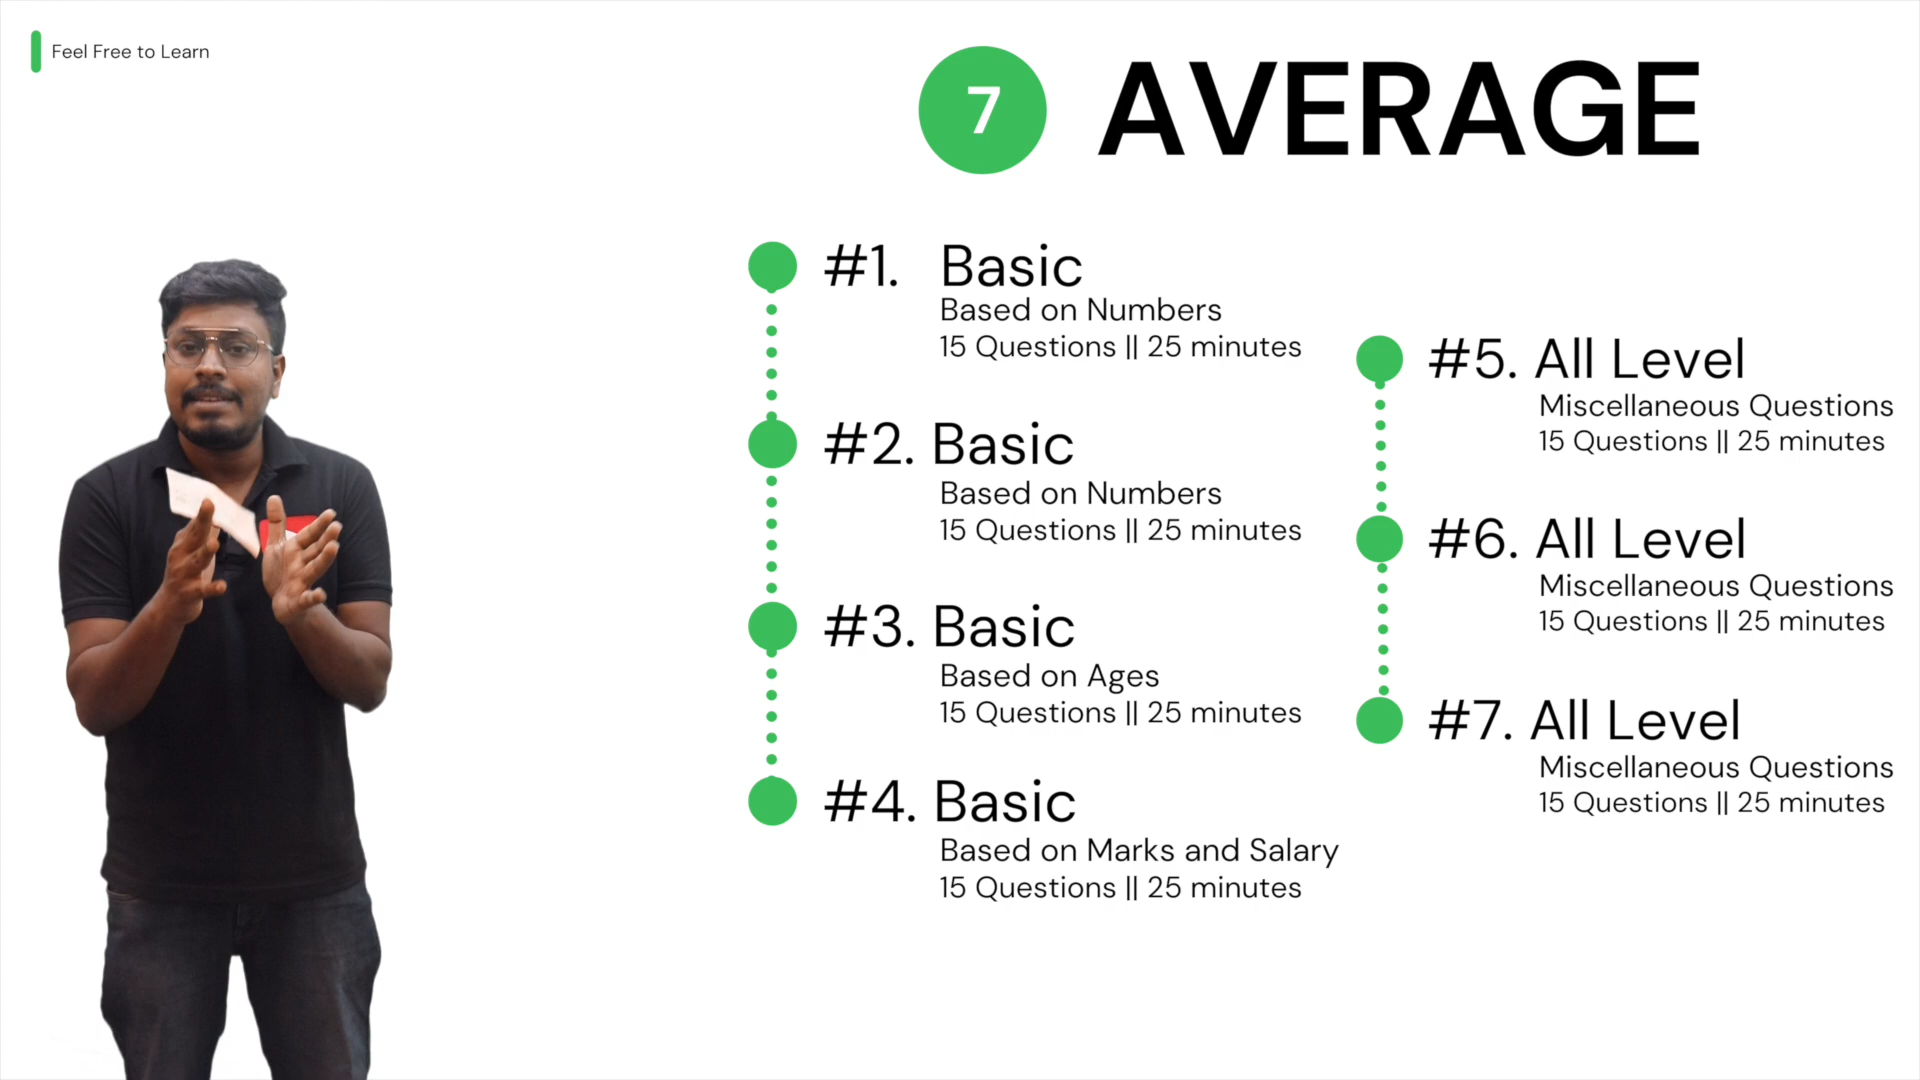 Feel Free to Learn
7 AVERAGE
#1. Basic
Based on Numbers
15 Questions || 25 minutes
#2. Basic
Based on Numbers
15 Questions || 25 minutes
#3. Basic
Based on Ages
15 Questions || 25 minutes
#4. Basic
Based on Marks and Salary
15 Questions || 25 minutes
#5. All Level
Miscellaneous Questions
15 Questions || 25 minutes
#6. All Level
Miscellaneous Questions
15 Questions || 25 minutes
#7. All Level
Miscellaneous Questions
15 Questions || 25 minutes